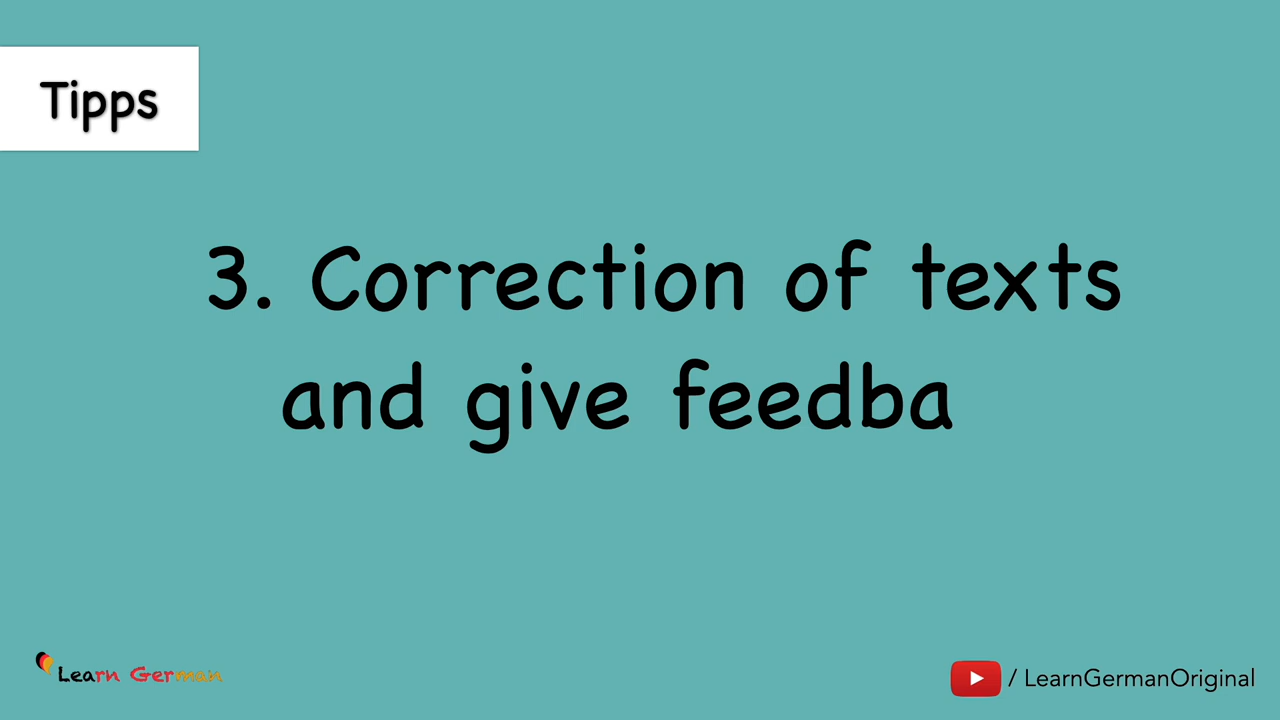 Tipps
3. Correction of texts
and give feedba
Learn German
/ LearnGermanOriginal